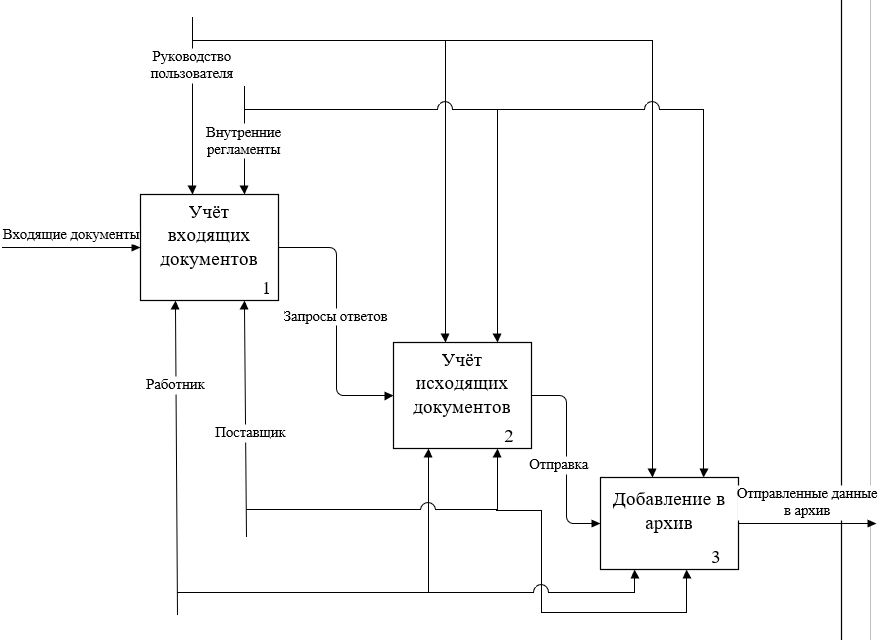 Руководство
пользователя
Внутренние
регламенты
Входящие документы
Учёт
входящих
документов
1
Запросы ответов
Учёт
исходящих
документов
2
Работник
Поставщик
Отправка
Добавление в
архив
3
Отправленные данные
в архив